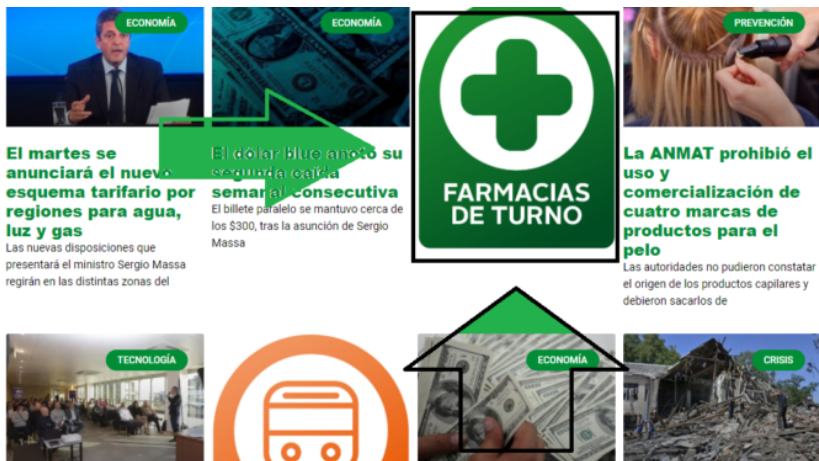 ECONOMÍA
ECONOMÍA
PREVENCIÓN
El martes se
anunciará el nuevo
esquema tarifario por
regiones para agua,
luz y gas
Las nuevas disposiciones que
presentará el ministro Sergio Massa
regirán en las distintas zonas del
El dólar blue anotó su
segunda caída
semanal consecutiva
El billete paralelo se mantuvo cerca de
los $300, tras la asunción de Sergio
Massa
FARMACIAS
DE TURNO
La ANMAT prohibió el
uso y
comercialización de
cuatro marcas de
productos para el
pelo
Las autoridades no pudieron constatar
el origen de los productos capilares y
debieron sacarlos de
TECNOLOGÍA
ECONOMÍA
CRISIS